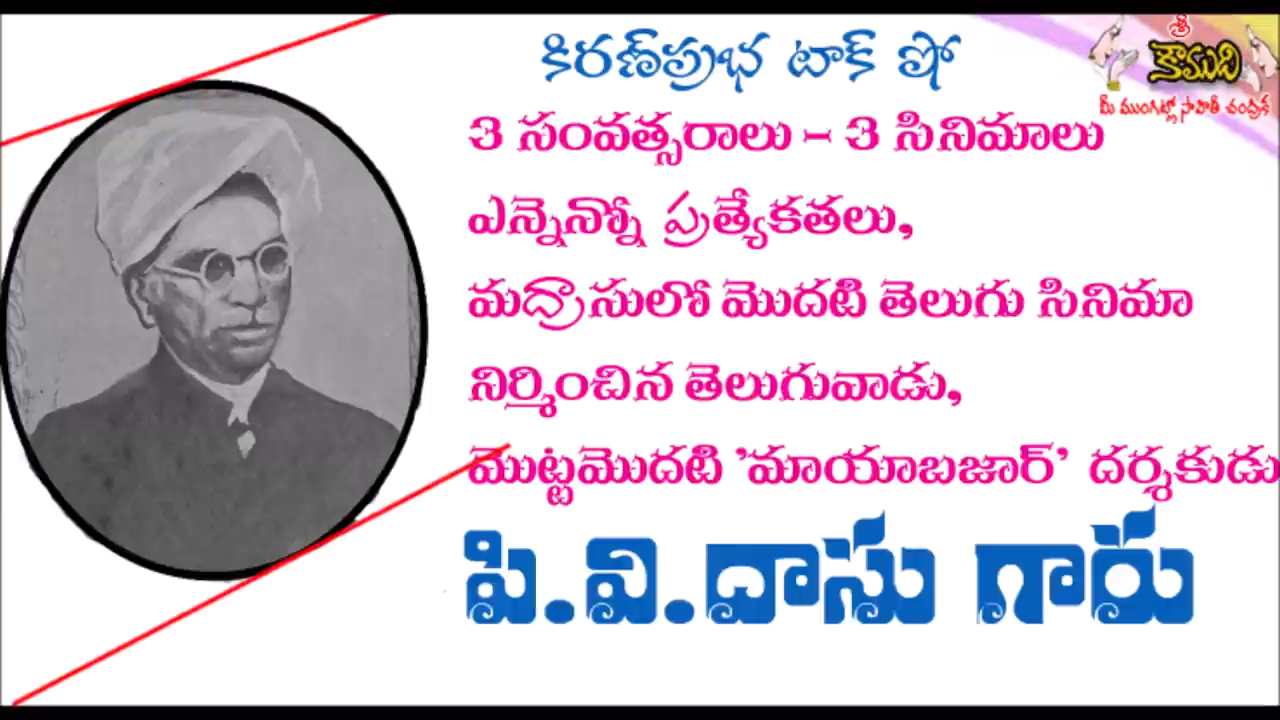 కిరణ్‌ప్రభ టాక్ షో
శ్రీ
కౌముది
మీ ముంగిట్లో సాహితీ చంద్రిక
3 సంవత్సరాలు - 3 సినిమాలు
ఎన్నెన్నో ప్రత్యేకతలు,
మద్రాసులో మొదటి తెలుగు సినిమా
నిర్మించిన తెలుగువాడు,
మొట్టమొదటి 'మాయాబజార్' దర్శకుడు
పి.వి.దాసు గారు